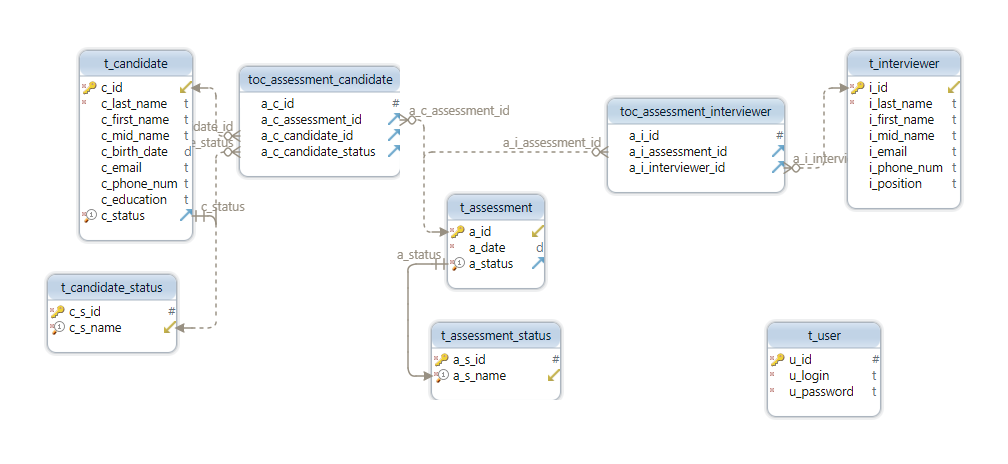 t_candidate
c_id
c_last_name t
c_first_name t
c_mid_name t
c_birth_date d
c_email t
c_phone_num t
c_education t
c_status
toc_assessment_candidate
a_c_id #
a_c_assessment_id
a_c_candidate_id
a_c_candidate_status
date_id
e_status
c_status
a_c_assessment_id
a_i_assessment_id
toc_assessment_interviewer
a_i_id #
a_i_assessment_id
a_i_interviewer_id
a_i_intervi
t_interviewer
i_id
i_last_name t
i_first_name t
i_mid_name t
i_email t
i_phone_num t
i_position t
t_assessment
a_id
a_date d
a_status
a_status
t_candidate_status
c_s_id #
c_s_name
t_assessment_status
a_s_id #
a_s_name
t_user
u_id #
u_login t
u_password t